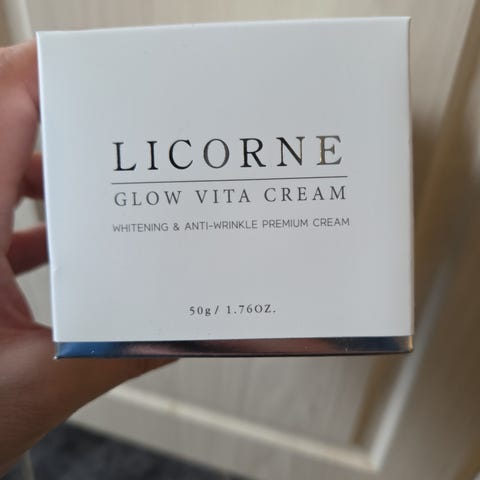 LICORNE
GLOW VITA CREAM
WHITENING & ANTI-WRINKLE PREMIUM CREAM
50g/ 1.76OZ.